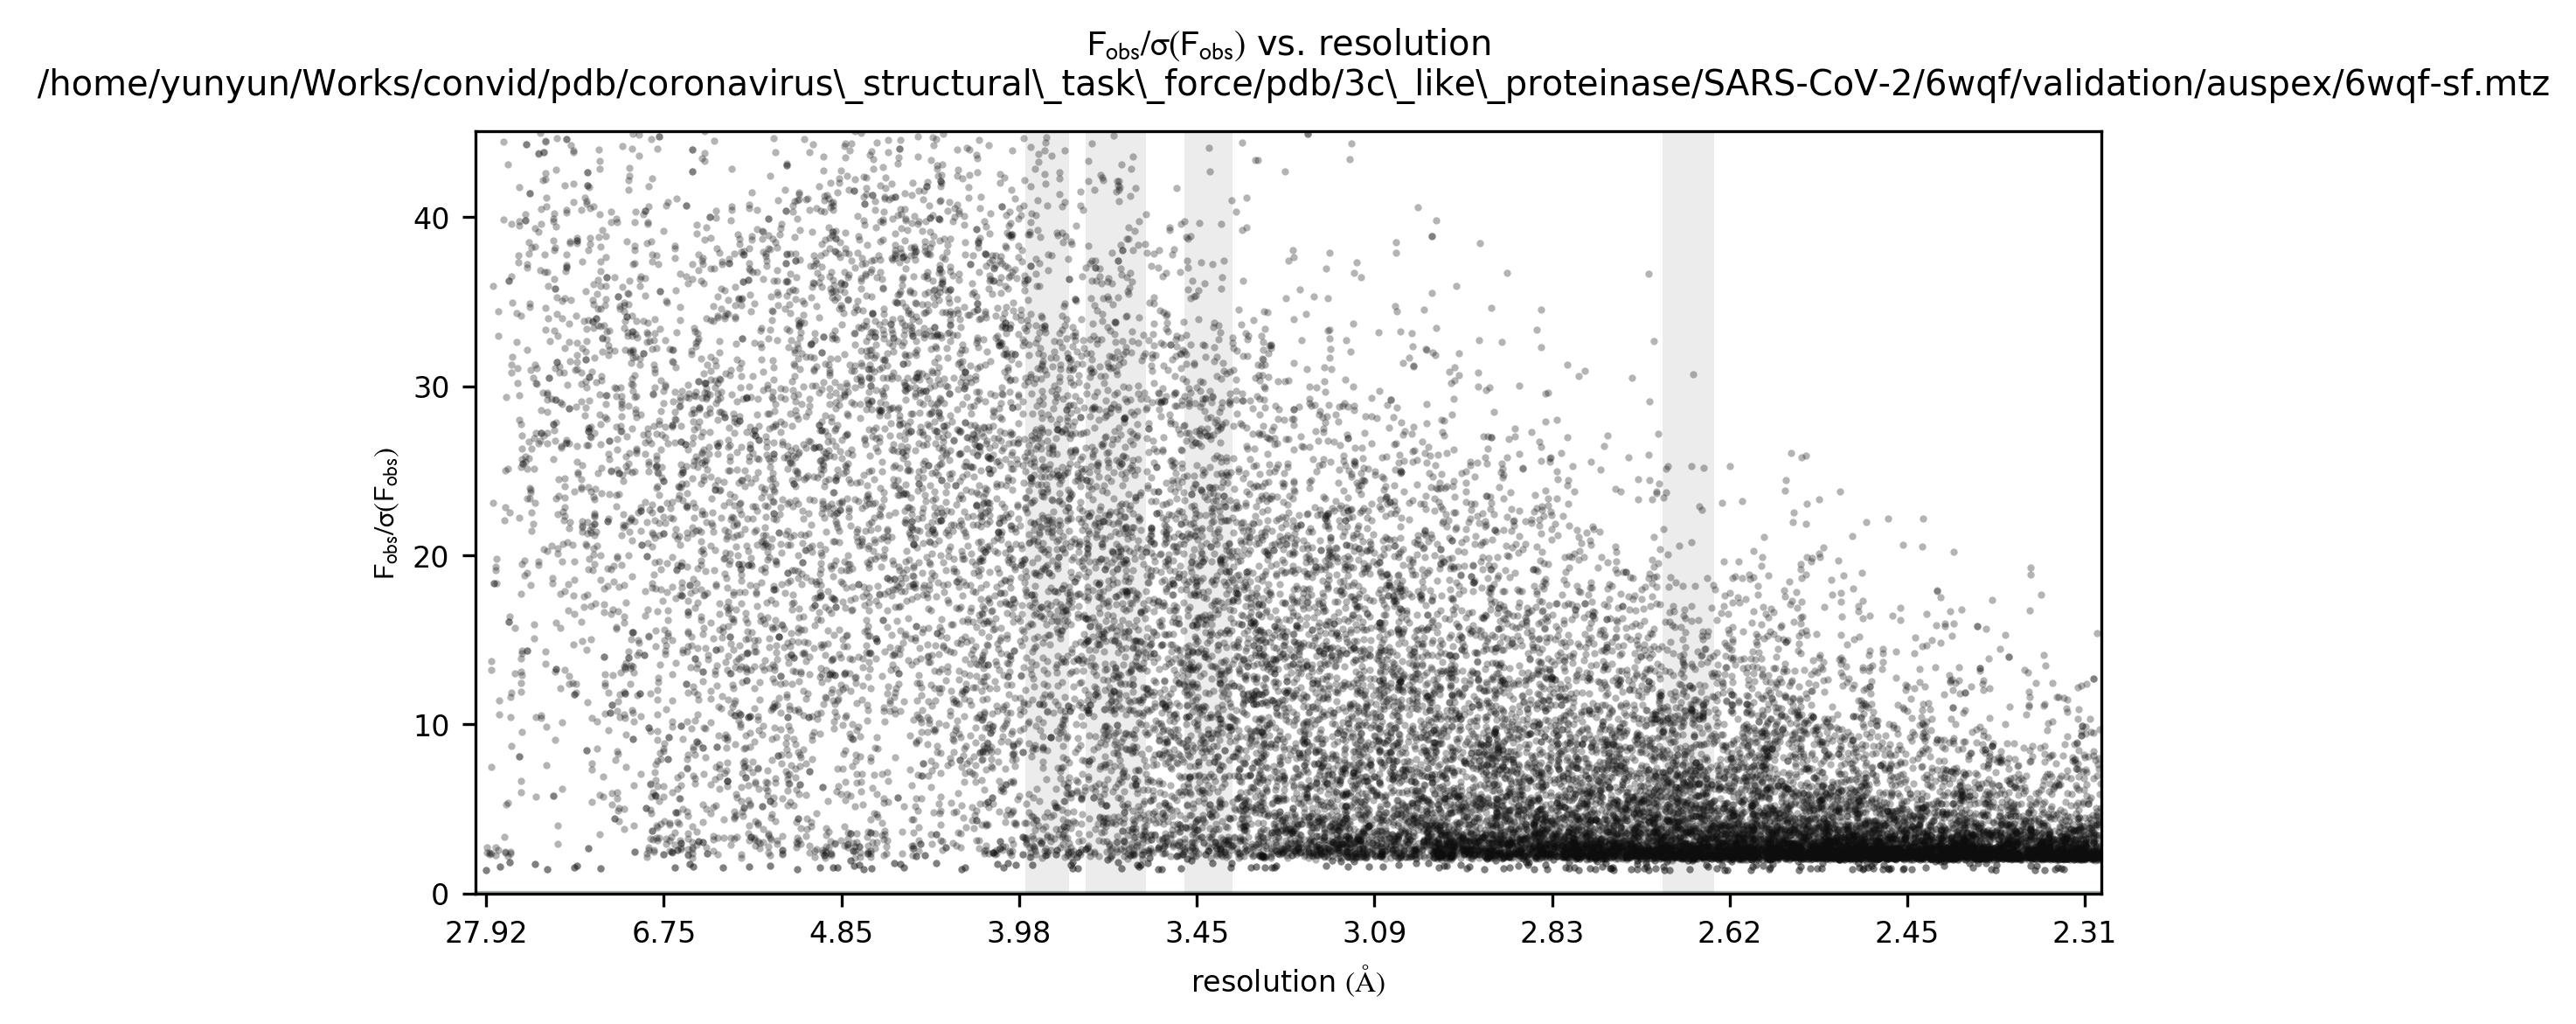 Fobs/σ(Fobs) vs. resolution
/home/yunyun/Works/convid/pdb/coronavirus\_structural\_task\_force/pdb/3c\_like\_proteinase/SARS-CoV-2/6wqf/validation/auspex/6wqf-sf.mtz
40
30
20
10
0
Fobs/σ(Fobs)
27.92 6.75 4.85 3.98 3.45 3.09 2.83 2.62 2.45 2.31
resolution (Å)